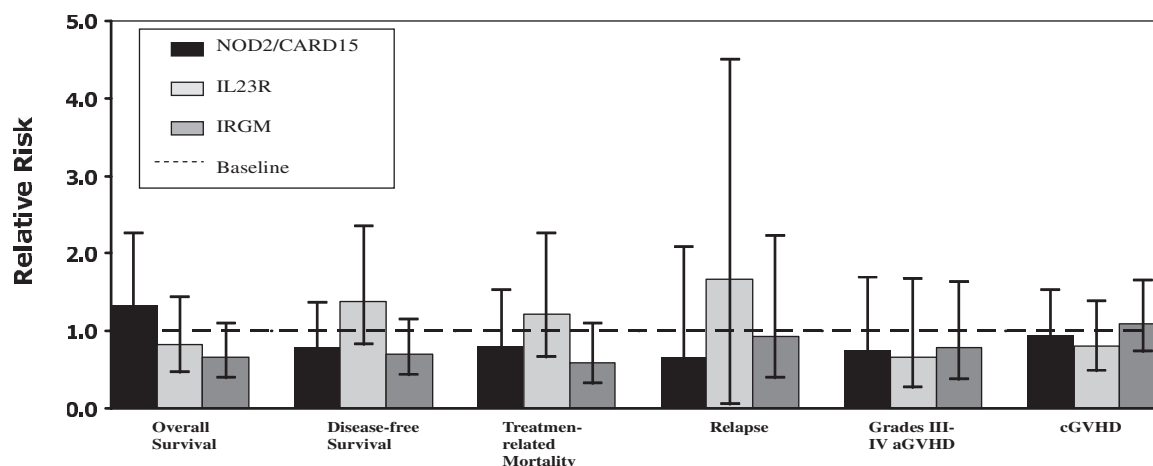 5.0
4.0
3.0
2.0
1.0
0.0
Relative Risk
NOD2/CARD15
IL23R
IRGM
Baseline
Overall
Survival
Disease-free
Survival
Treatmen-
related
Mortality
Relapse
Grades III-
IV aGVHD
cGVHD